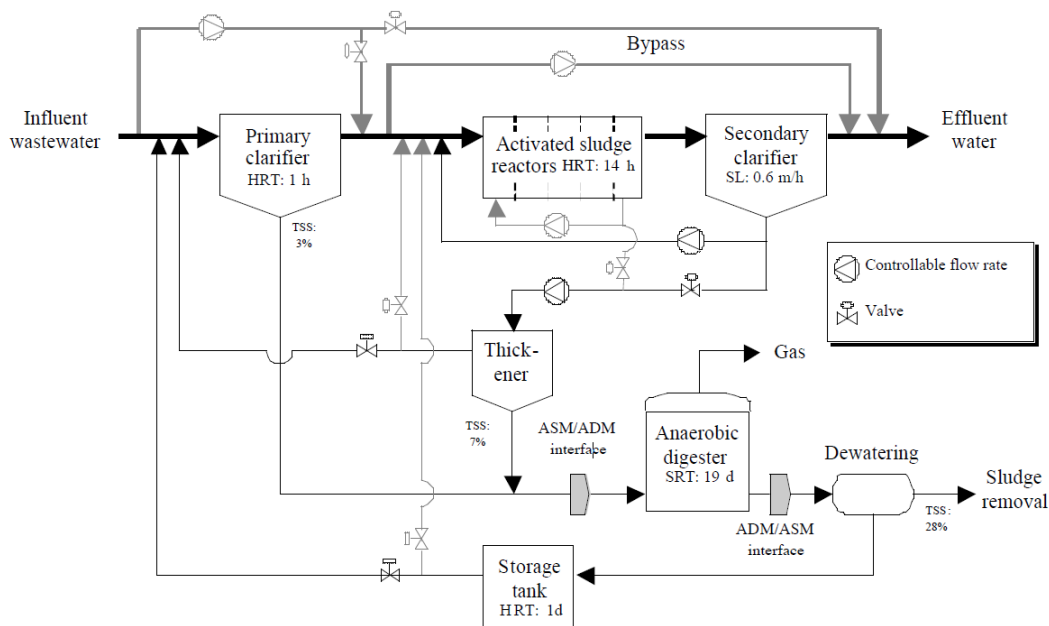 Bypass
Influent
wastewater
Primary
clarifier
HRT: 1 h
Activated sludge
reactors HRT: 14 h
Secondary
clarifier
SL: 0.6 m/h
Effluent
water
TSS:
3%
Controllable flow rate
Valve
Thick-
ener
Gas
TSS:
7%
ASM/ADM
interface
Anaerobic
digester
SRT: 19 d
Dewatering
ADM/ASM
interface
TSS:
28%
Sludge
removal
Storage
tank
HRT: 1d